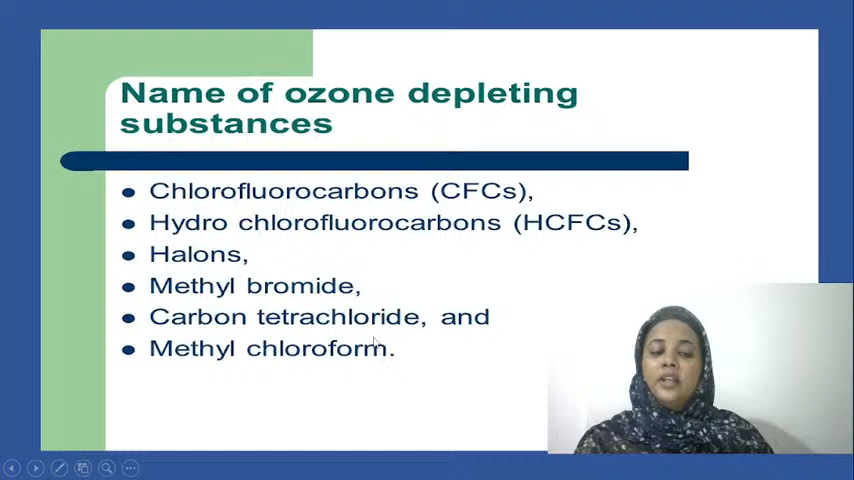 Name of ozone depleting
substances
Chlorofluorocarbons (CFCs),
Hydro chlorofluorocarbons (HCFCs),
Halons,
Methyl bromide,
Carbon tetrachloride, and
Methyl chloroform.